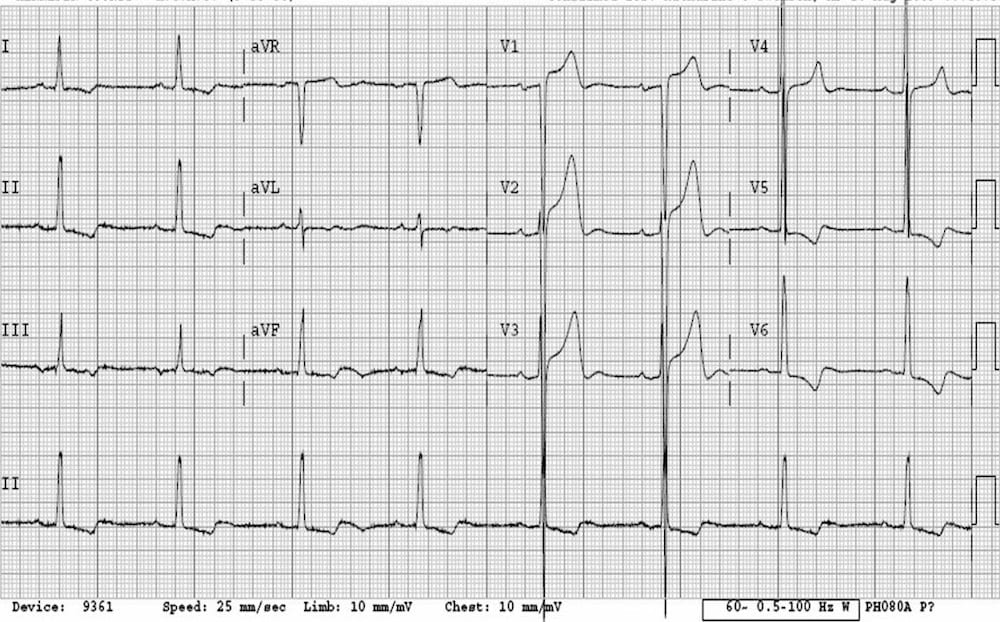 I aVR V1 V4
II aVL V2 V5
III aVF V3 V6
II
Device: 9361 Speed: 25 mm/sec Limb: 10 mm/mV Chest: 10 mm/mV 60~ 0.5-100 Hz W PH080A P?